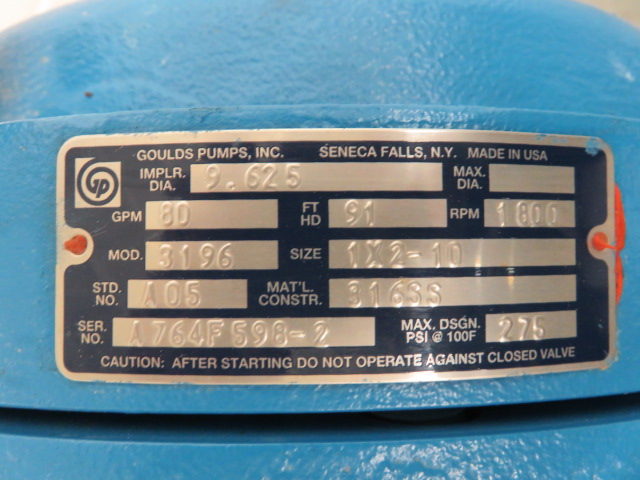 GOULDS PUMPS, INC. SENECA FALLS, N.Y. MADE IN USA
IMPLR. DIA. 9.625 MAX. DIA.
GPM 80 FT HD 91 RPM 1800
MOD. 3196 SIZE 1X2-10
STD. NO. A05 MAT'L. CONSTR. 316SS
SER. NO. A764F598-2 MAX. DSGN. PSI @ 100F 275
CAUTION: AFTER STARTING DO NOT OPERATE AGAINST CLOSED VALVE